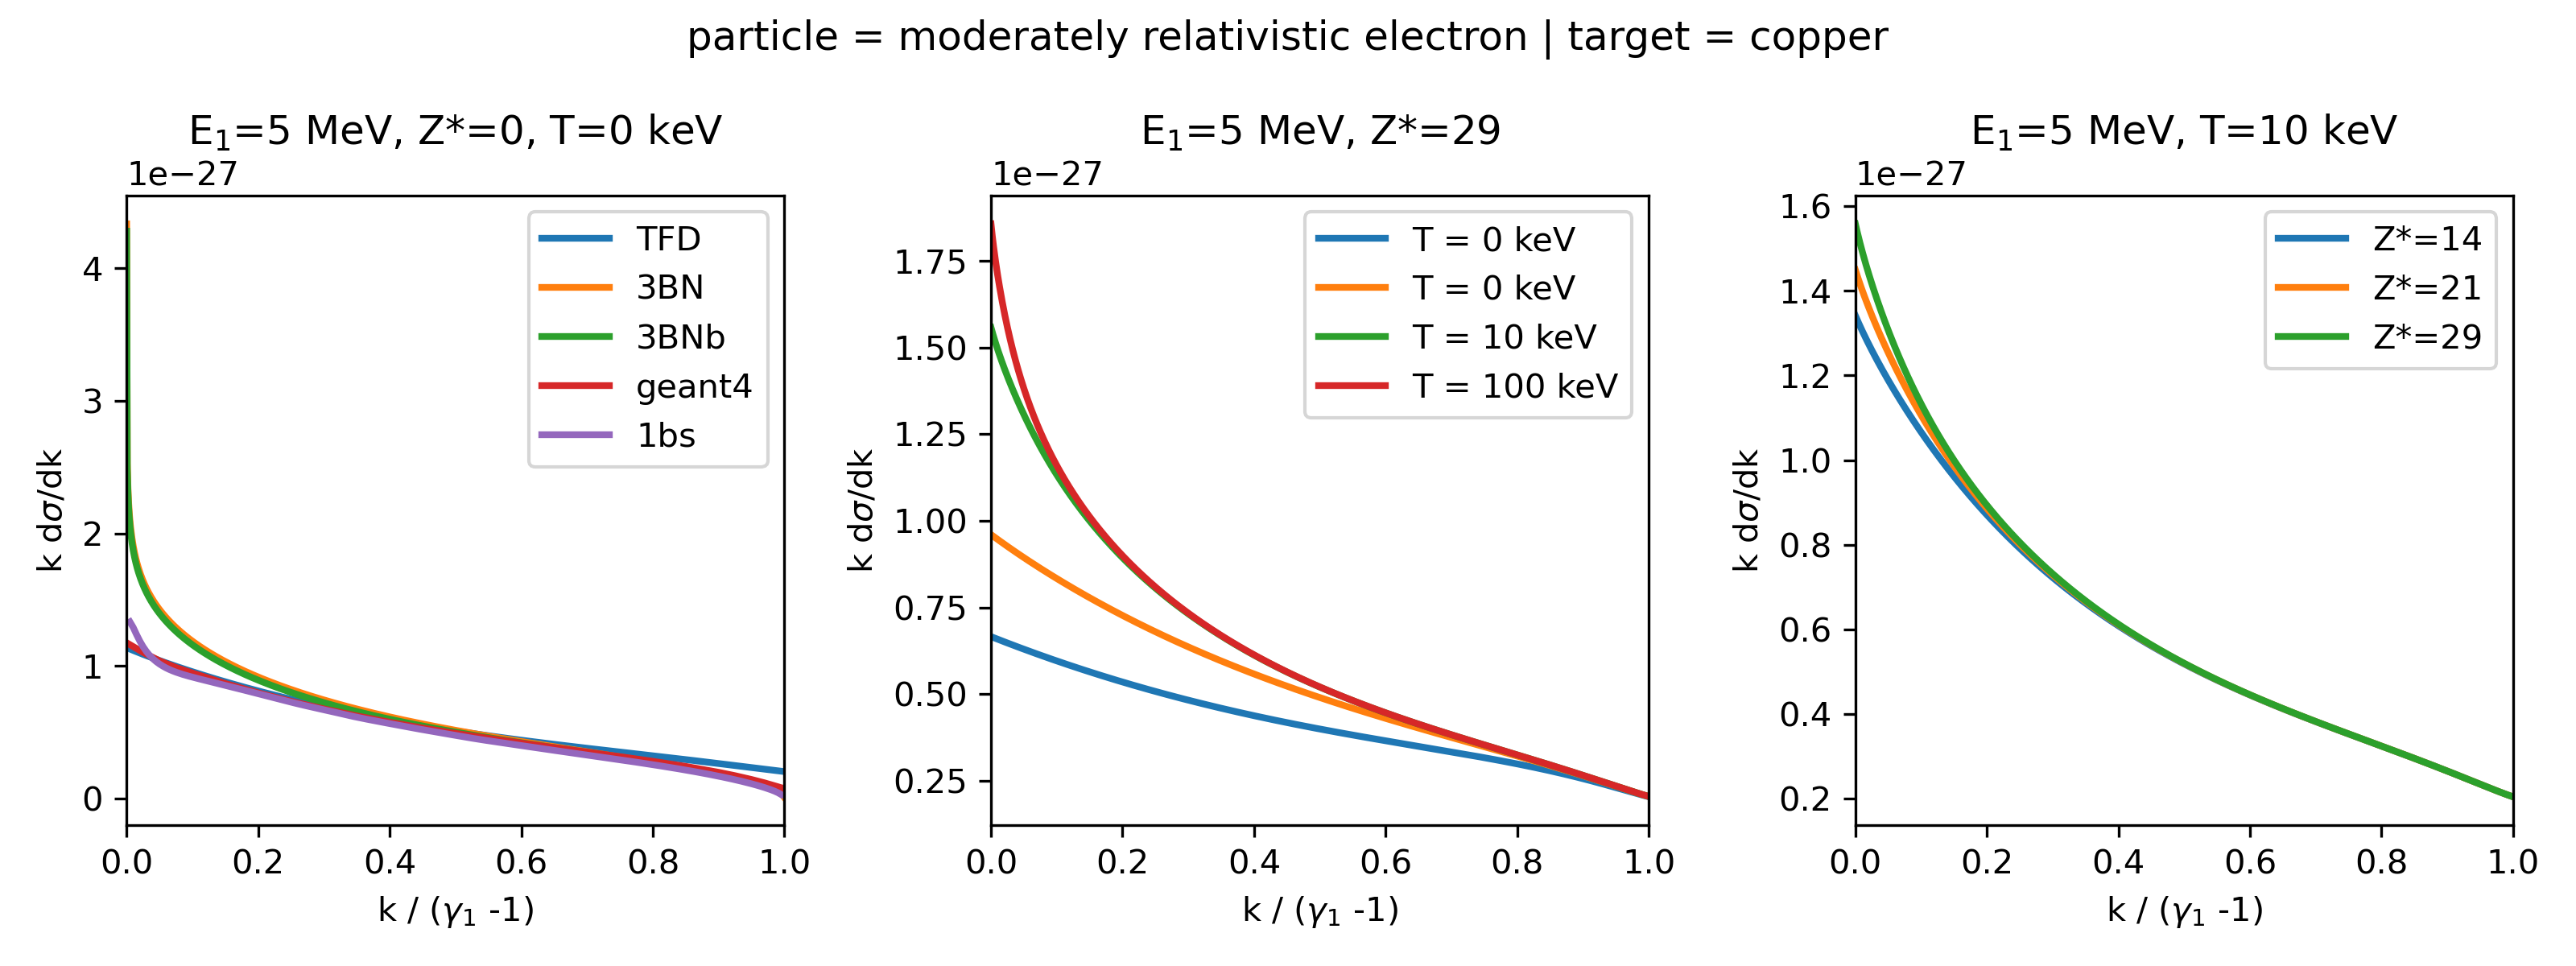 particle = moderately relativistic electron | target = copper
E₁=5 MeV, Z*=0, T=0 keV
1e−27
4
3
2
1
0
k dσ/dk
0.0 0.2 0.4 0.6 0.8 1.0
k / (γ₁ -1)
TFD
3BN
3BNb
geant4
1bs
E₁=5 MeV, Z*=29
1e−27
1.75
1.50
1.25
1.00
0.75
0.50
0.25
k dσ/dk
0.0 0.2 0.4 0.6 0.8 1.0
k / (γ₁ -1)
T = 0 keV
T = 0 keV
T = 10 keV
T = 100 keV
E₁=5 MeV, T=10 keV
1e−27
1.6
1.4
1.2
1.0
0.8
0.6
0.4
0.2
k dσ/dk
0.0 0.2 0.4 0.6 0.8 1.0
k / (γ₁ -1)
Z*=14
Z*=21
Z*=29